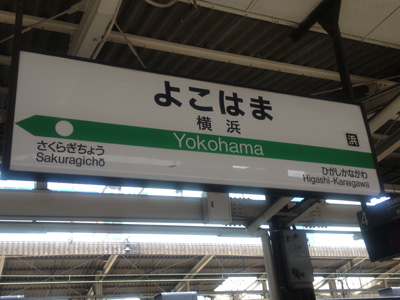 よこはま
横浜
浜
Yokohama
さくらぎちょう
Sakuragichō
ひがしかながわ
Higashi-Kanagawa
4